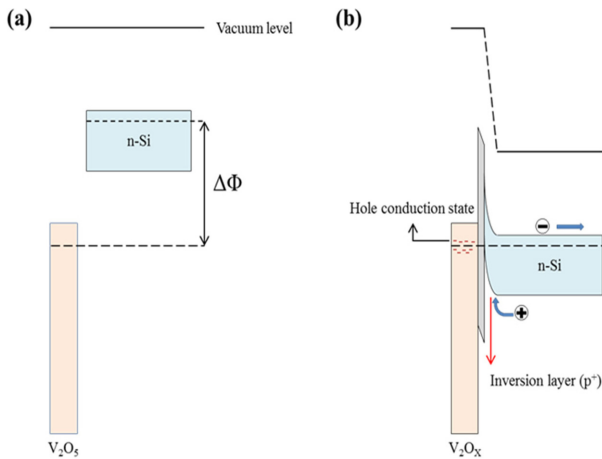 (a)
Vacuum level
n-Si
ΔΦ
V₂O₅
(b)
Hole conduction state
−
n-Si
+
Inversion layer (p⁺)
V₂Oₓ